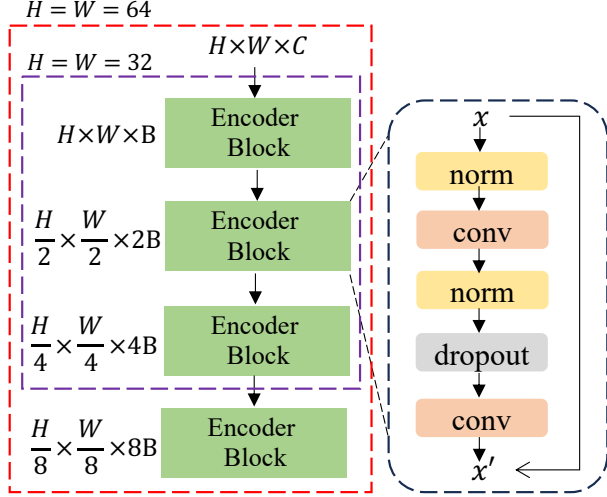 H = W = 64
H×W×C
H = W = 32
H×W×B
Encoder
Block
H/2 × W/2 ×2B
Encoder
Block
H/4 × W/4 ×4B
Encoder
Block
H/8 × W/8 ×8B
Encoder
Block
x
norm
conv
norm
dropout
conv
x′